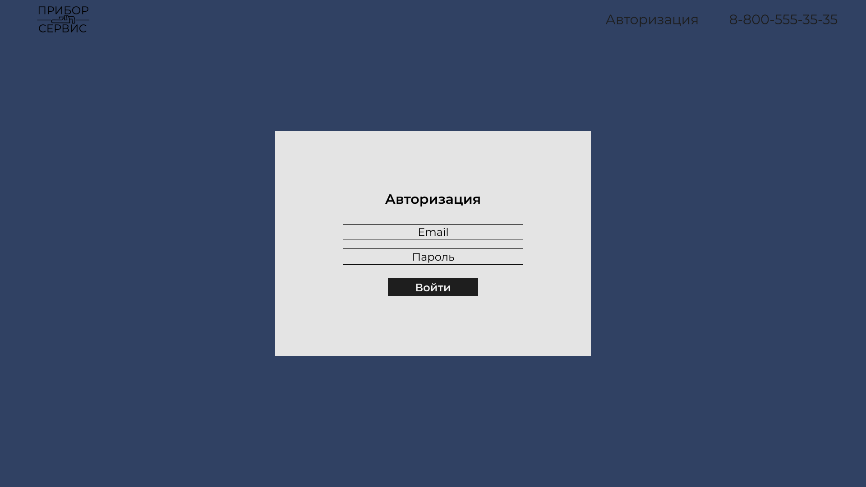 ПРИБОР
СЕРВИС
Авторизация
8-800-555-35-35
Авторизация
Email
Пароль
Войти